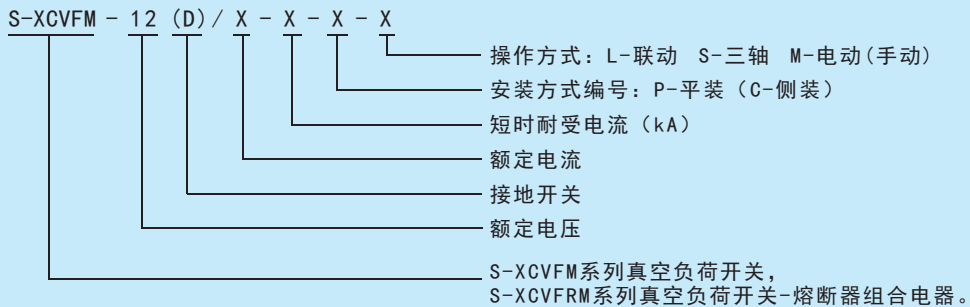 S-XCVFM - 12 (D)/ X - X - X - X
操作方式：L-联动 S-三轴 M-电动(手动)
安装方式编号：P-平装（C-侧装）
短时耐受电流（kA）
额定电流
接地开关
额定电压
S-XCVFM系列真空负荷开关，
S-XCVFRM系列真空负荷开关-熔断器组合电器。